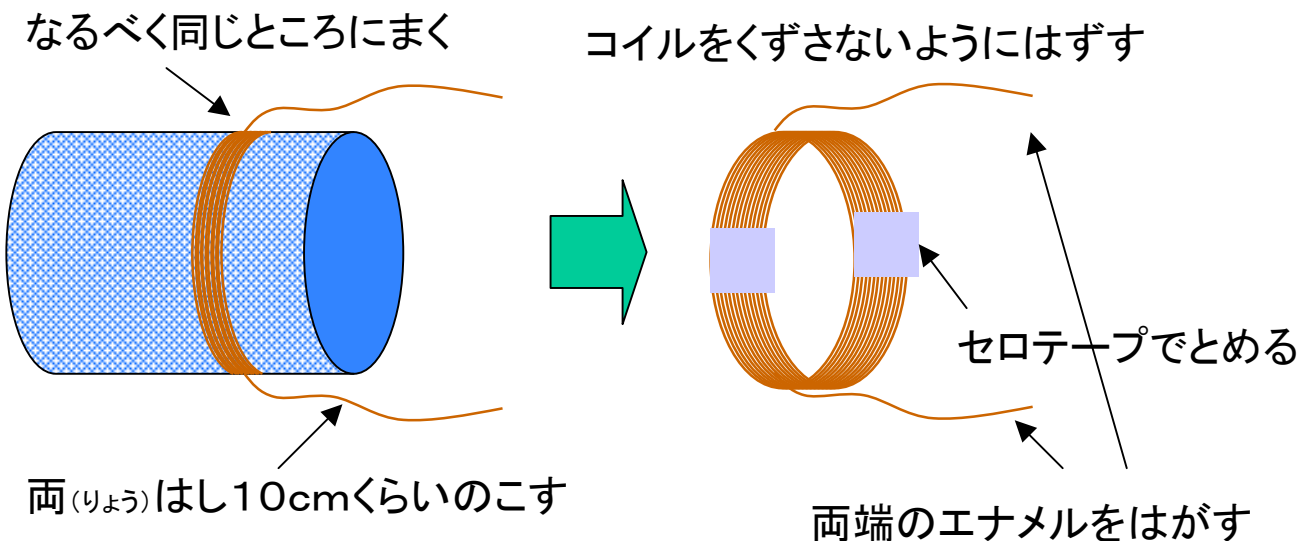 なるべく同じところにまく
コイルをくずさないようにはずす
セロテープでとめる
両(りょう)はし１０cmくらいのこす
両端のエナメルをはがす